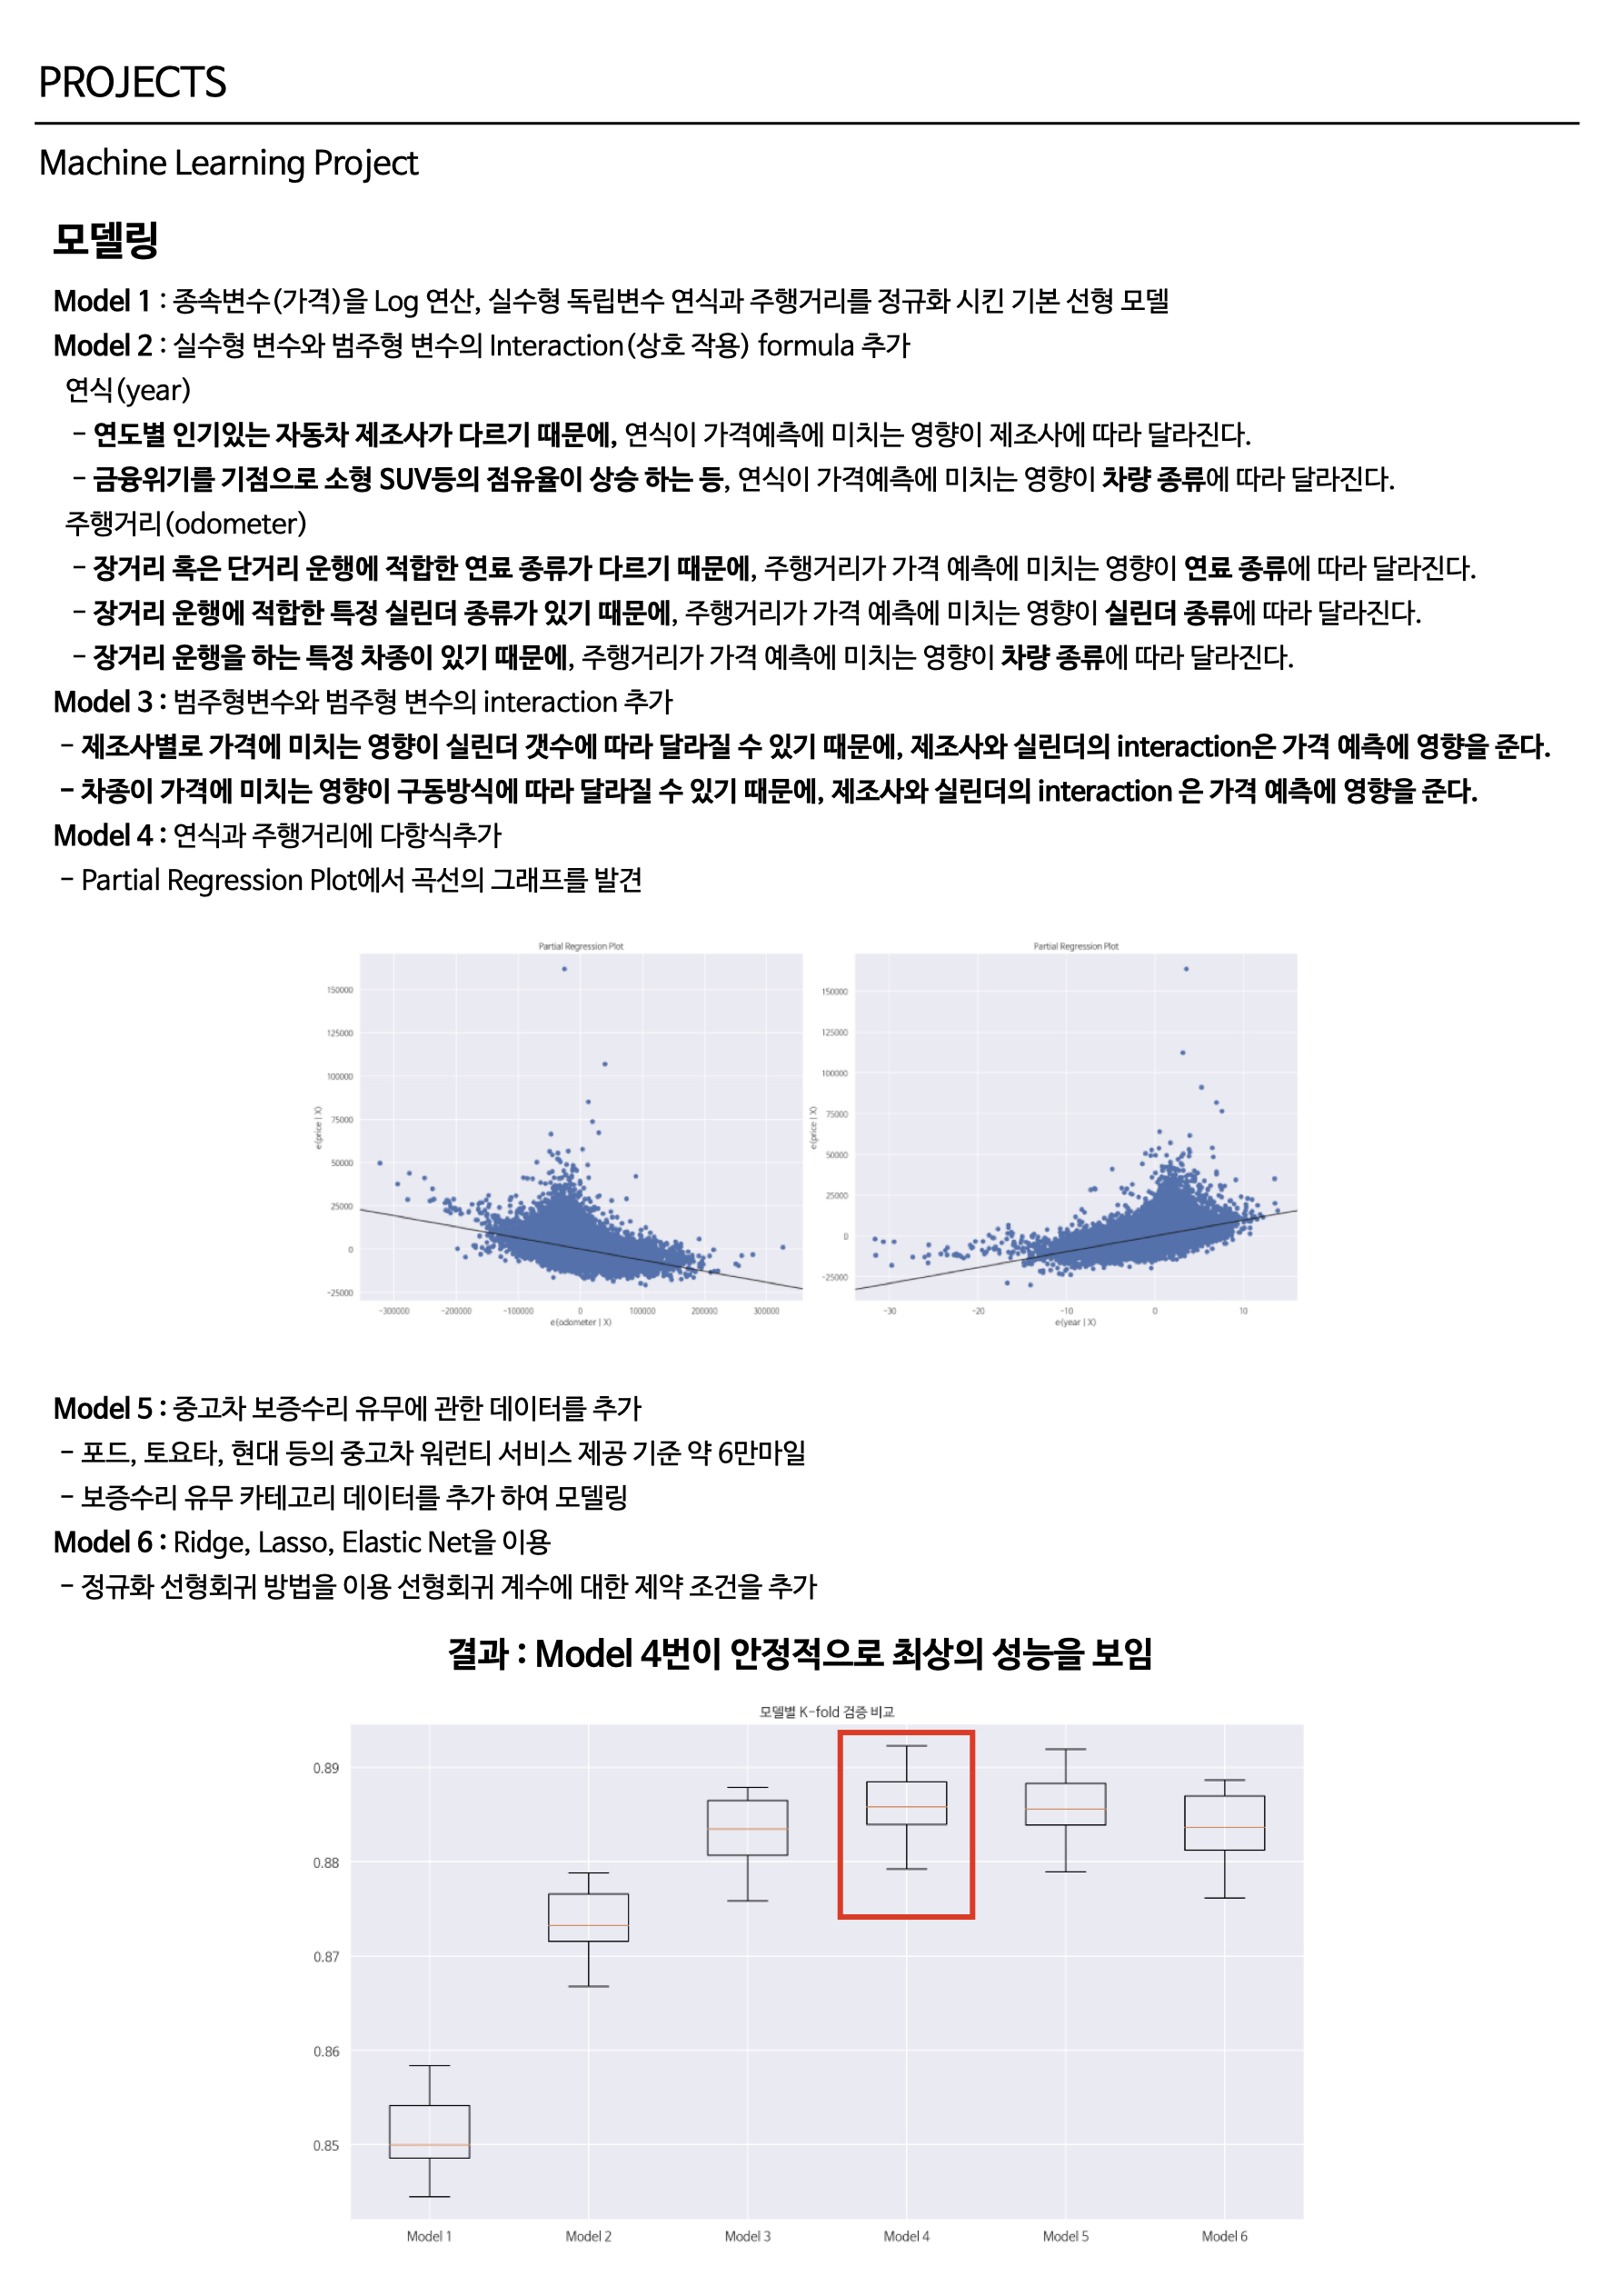 PROJECTS
Machine Learning Project
모델링
Model 1 : 종속변수(가격)을 Log 연산, 실수형 독립변수 연식과 주행거리를 정규화 시킨 기본 선형 모델
Model 2 : 실수형 변수와 범주형 변수의 Interaction(상호 작용) formula 추가
연식(year)
- 연도별 인기있는 자동차 제조사가 다르기 때문에, 연식이 가격예측에 미치는 영향이 제조사에 따라 달라진다.
- 금융위기를 기점으로 소형 SUV등의 점유율이 상승 하는 등, 연식이 가격예측에 미치는 영향이 차량 종류에 따라 달라진다.
주행거리(odometer)
- 장거리 혹은 단거리 운행에 적합한 연료 종류가 다르기 때문에, 주행거리가 가격 예측에 미치는 영향이 연료 종류에 따라 달라진다.
- 장거리 운행에 적합한 특정 실린더 종류가 있기 때문에, 주행거리가 가격 예측에 미치는 영향이 실린더 종류에 따라 달라진다.
- 장거리 운행을 하는 특정 차종이 있기 때문에, 주행거리가 가격 예측에 미치는 영향이 차량 종류에 따라 달라진다.
Model 3 : 범주형변수와 범주형 변수의 interaction 추가
- 제조사별로 가격에 미치는 영향이 실린더 갯수에 따라 달라질 수 있기 때문에, 제조사와 실린더의 interaction은 가격 예측에 영향을 준다.
- 차종이 가격에 미치는 영향이 구동방식에 따라 달라질 수 있기 때문에, 제조사와 실린더의 interaction 은 가격 예측에 영향을 준다.
Model 4 : 연식과 주행거리에 다항식추가
- Partial Regression Plot에서 곡선의 그래프를 발견
Partial Regression Plot
150000
125000
100000
75000
50000
25000
0
-25000
e(price | X)
-300000 -200000 -100000 0 100000 200000 300000
e(odometer | X)
Partial Regression Plot
150000
125000
100000
75000
50000
25000
0
-25000
e(price | X)
-30 -20 -10 0 10
e(year | X)
Model 5 : 중고차 보증수리 유무에 관한 데이터를 추가
- 포드, 토요타, 현대 등의 중고차 워런티 서비스 제공 기준 약 6만마일
- 보증수리 유무 카테고리 데이터를 추가 하여 모델링
Model 6 : Ridge, Lasso, Elastic Net을 이용
- 정규화 선형회귀 방법을 이용 선형회귀 계수에 대한 제약 조건을 추가
결과 : Model 4번이 안정적으로 최상의 성능을 보임
모델별 K-fold 검증 비교
0.89
0.88
0.87
0.86
0.85
Model 1 Model 2 Model 3 Model 4 Model 5 Model 6